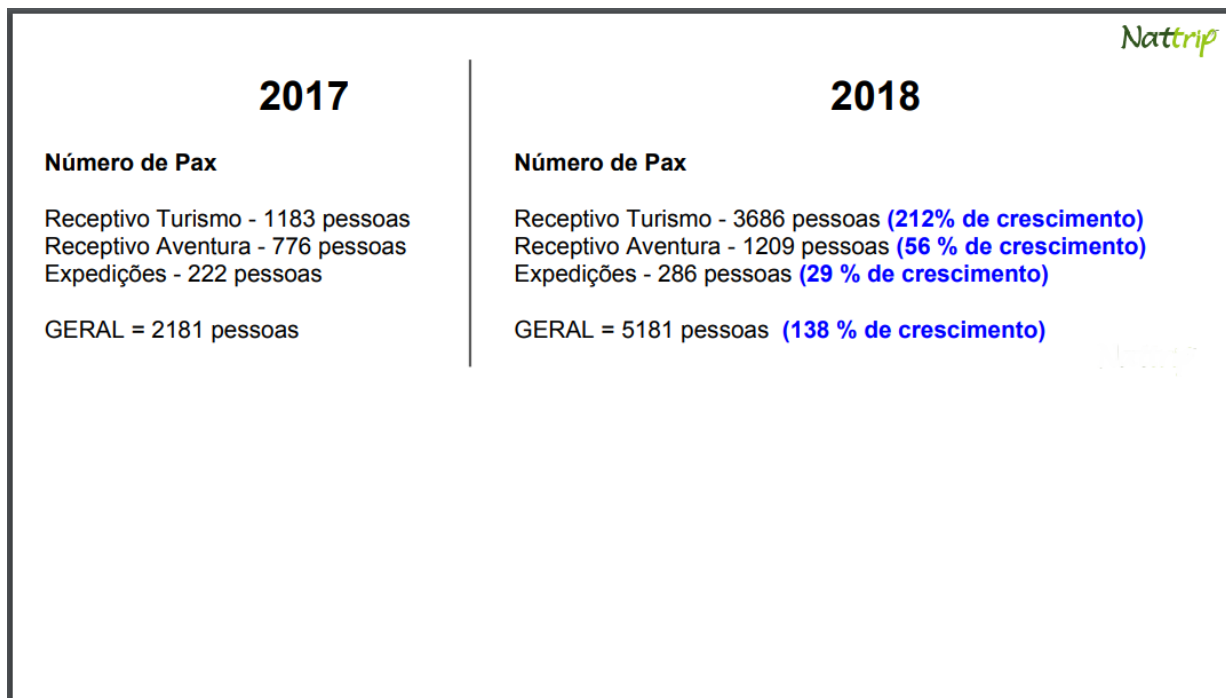 Nattrip
2017
Número de Pax
Receptivo Turismo - 1183 pessoas
Receptivo Aventura - 776 pessoas
Expedições - 222 pessoas
GERAL = 2181 pessoas
2018
Número de Pax
Receptivo Turismo - 3686 pessoas (212% de crescimento)
Receptivo Aventura - 1209 pessoas (56 % de crescimento)
Expedições - 286 pessoas (29 % de crescimento)
GERAL = 5181 pessoas (138 % de crescimento)